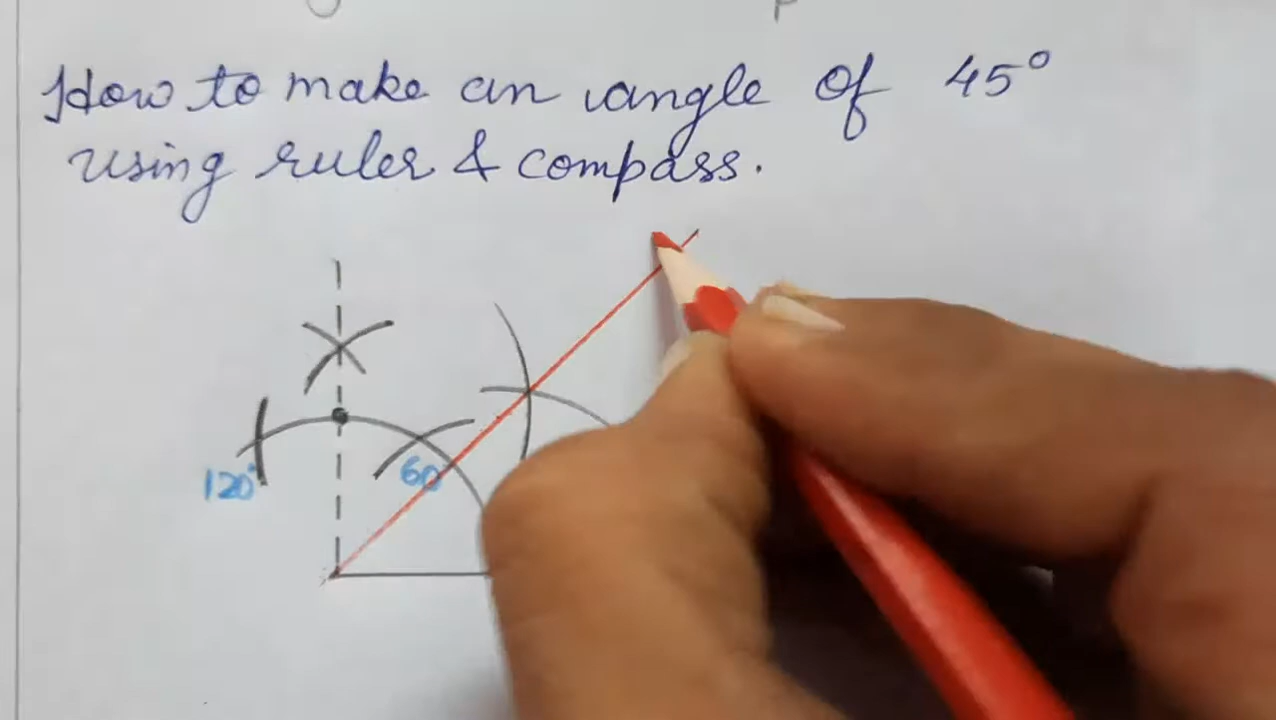 How to make an angle of 45°
using ruler & compass.
60
120°